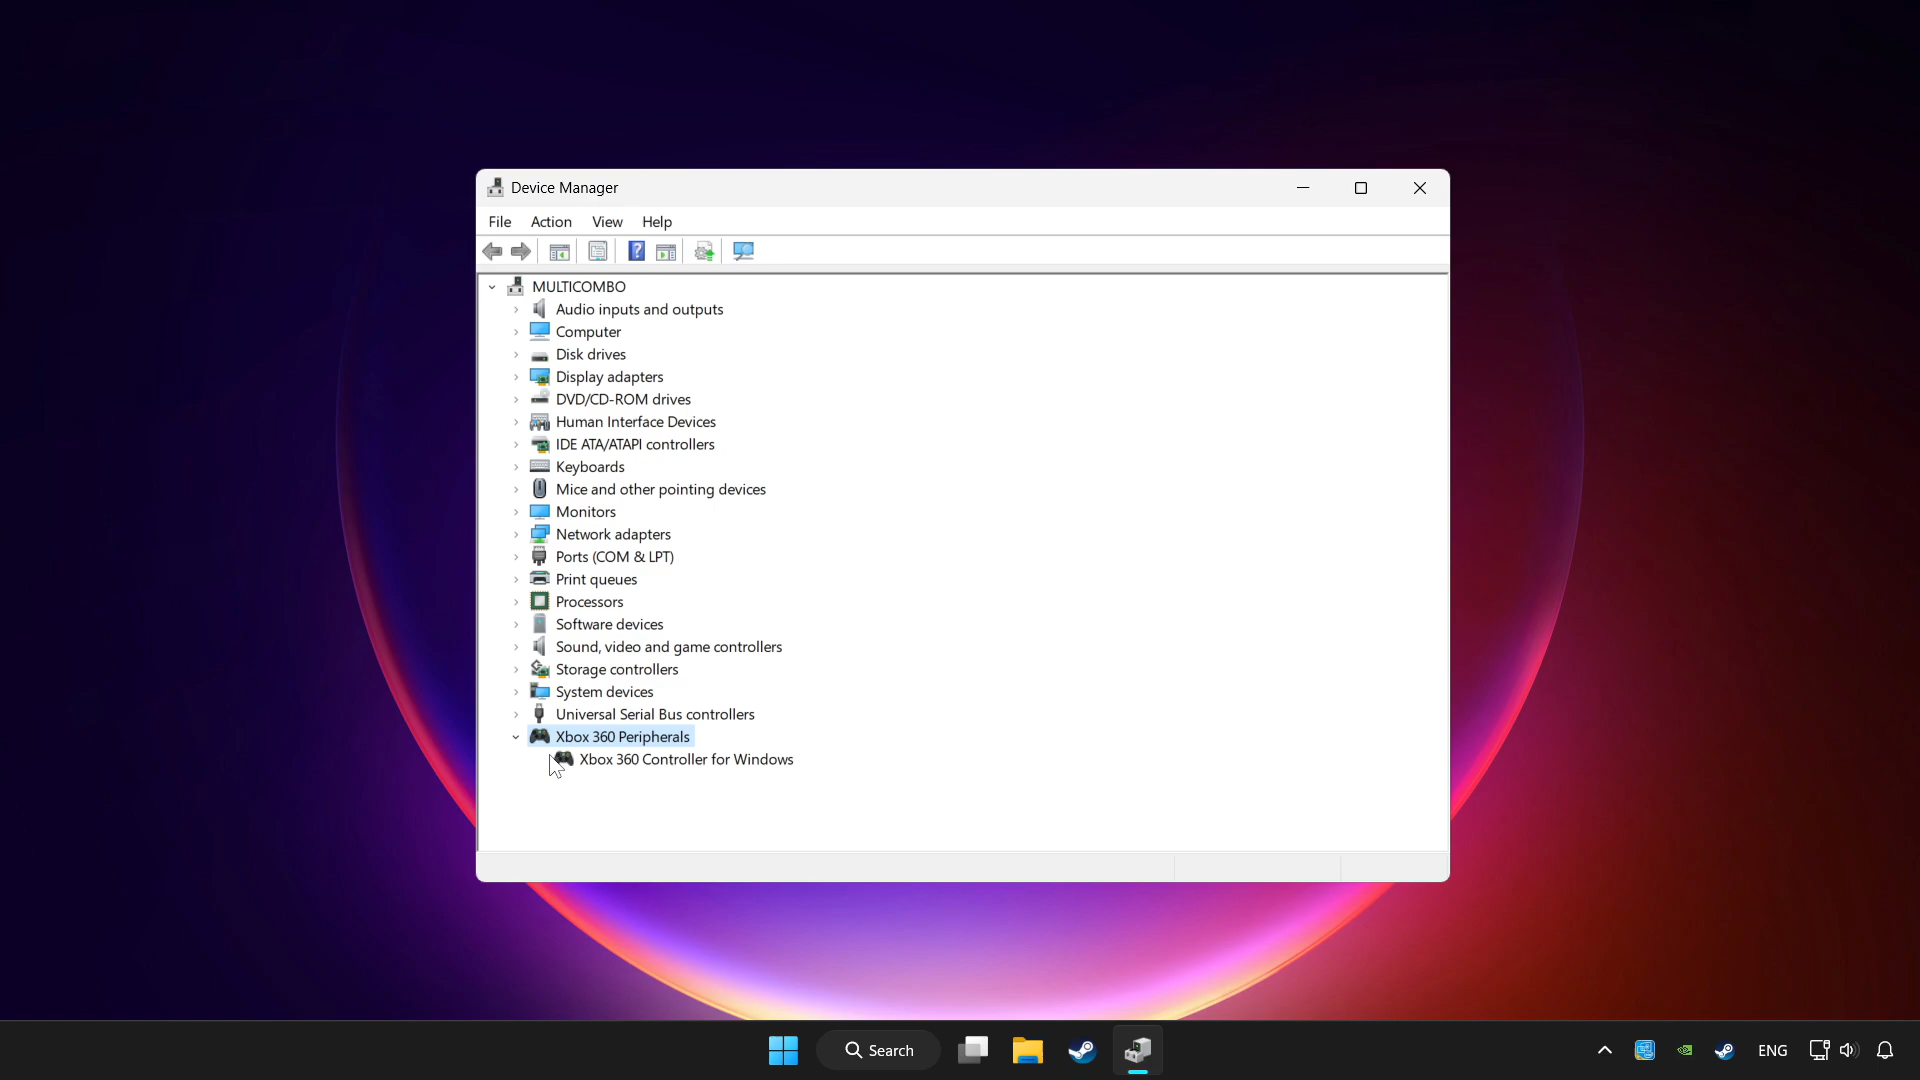 Device Manager
File Action View Help
MULTICOMBO
Audio inputs and outputs
Computer
Disk drives
Display adapters
DVD/CD-ROM drives
Human Interface Devices
IDE ATA/ATAPI controllers
Keyboards
Mice and other pointing devices
Monitors
Network adapters
Ports (COM & LPT)
Print queues
Processors
Software devices
Sound, video and game controllers
Storage controllers
System devices
Universal Serial Bus controllers
Xbox 360 Peripherals
Xbox 360 Controller for Windows
Search ENG